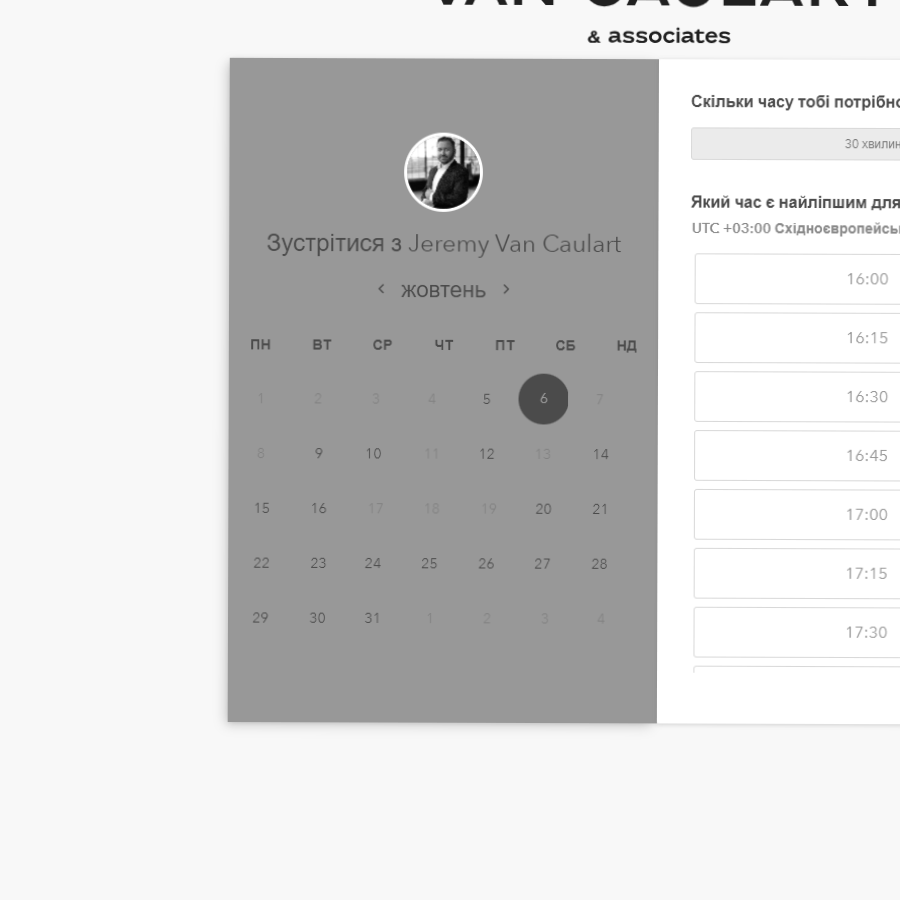 VAN CAULART
& associates
Зустрітися з Jeremy Van Caulart
жовтень
ПН ВТ СР ЧТ ПТ СБ НД
1 2 3 4 5 6 7
8 9 10 11 12 13 14
15 16 17 18 19 20 21
22 23 24 25 26 27 28
29 30 31 1 2 3 4
Скільки часу тобі потрібно
30 хвилин
Який час є найліпшим для
UTC +03:00 Східноєвропейсь
16:00
16:15
16:30
16:45
17:00
17:15
17:30